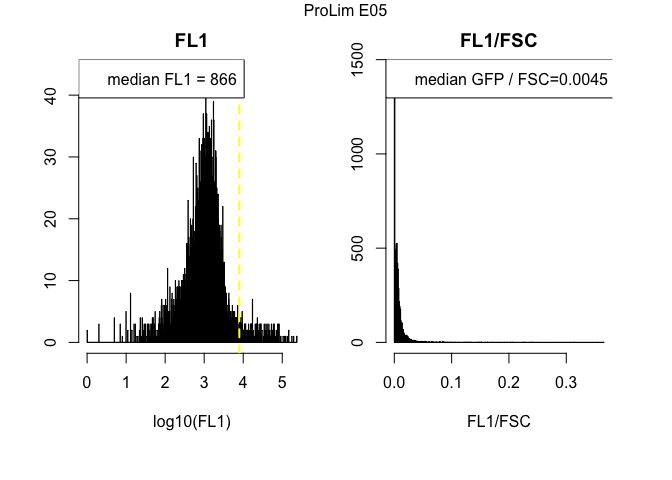 ProLim E05
FL1
median FL1 = 866
0
10
20
30
40
0 1 2 3 4 5
log10(FL1)
FL1/FSC
median GFP / FSC=0.0045
0
500
1000
1500
0.0 0.1 0.2 0.3
FL1/FSC